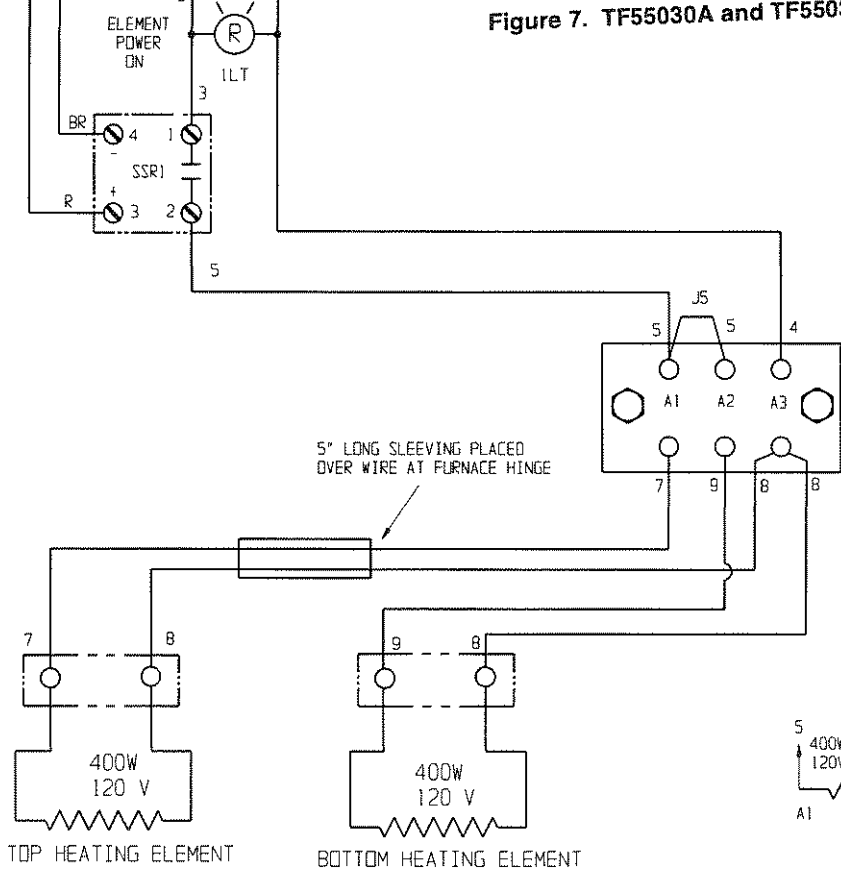 Figure 7. TF55030A and TF5503
ELEMENT
POWER
ON
R
1LT
3
BR
4
1
-
SSR1
+
R
3
2
5
J5
5
5
4
A1
A2
A3
5" LONG SLEEVING PLACED
OVER WIRE AT FURNACE HINGE
7
9
8
8
7
8
9
8
5
400W
120 V
400W
120 V
400W
120V
A1
TOP HEATING ELEMENT
BOTTOM HEATING ELEMENT